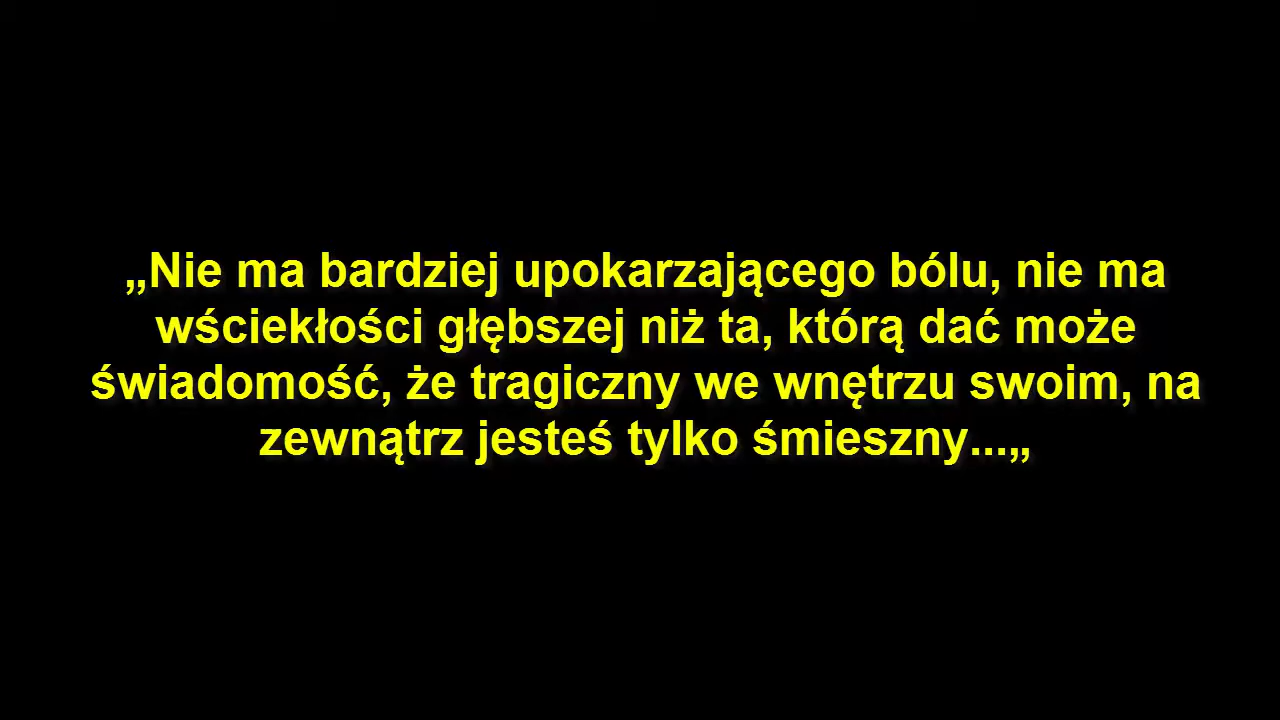 „Nie ma bardziej upokarzającego bólu, nie ma
wściekłości głębszej niż ta, którą dać może
świadomość, że tragiczny we wnętrzu swoim, na
zewnątrz jesteś tylko śmieszny...„